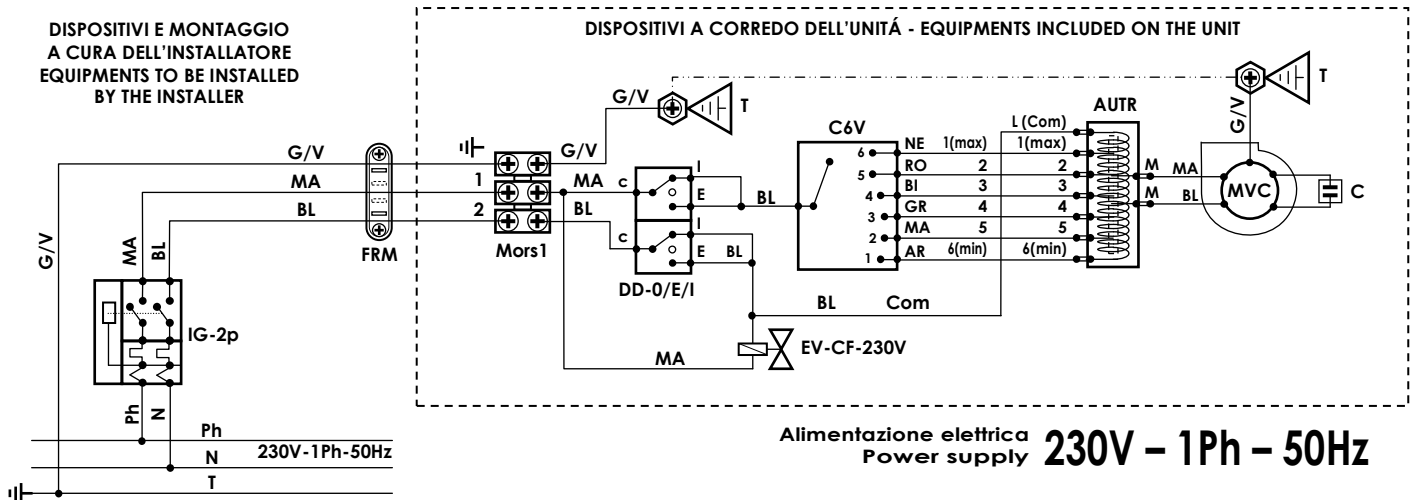 DISPOSITIVI E MONTAGGIO
A CURA DELL'INSTALLATORE
EQUIPMENTS TO BE INSTALLED
BY THE INSTALLER
DISPOSITIVI A CORREDO DELL'UNITÁ - EQUIPMENTS INCLUDED ON THE UNIT
G/V
MA
BL
G/V
MA
BL
IG-2p
Ph
N
Ph
N
T
230V-1Ph-50Hz
FRM
1
2
Mors1
G/V
G/V
T
MA
BL
c
I
E
c
I
E
BL
DD-0/E/I
BL
C6V
6
5
4
3
2
1
NE 1(max)
RO 2
BI 3
GR 4
MA 5
AR 6(min)
L (Com)
1(max)
2
3
4
5
6(min)
AUTR
BL Com
MA
EV-CF-230V
M MA
M BL
G/V
T
MVC
C
Alimentazione elettrica
Power supply
230V – 1Ph – 50Hz